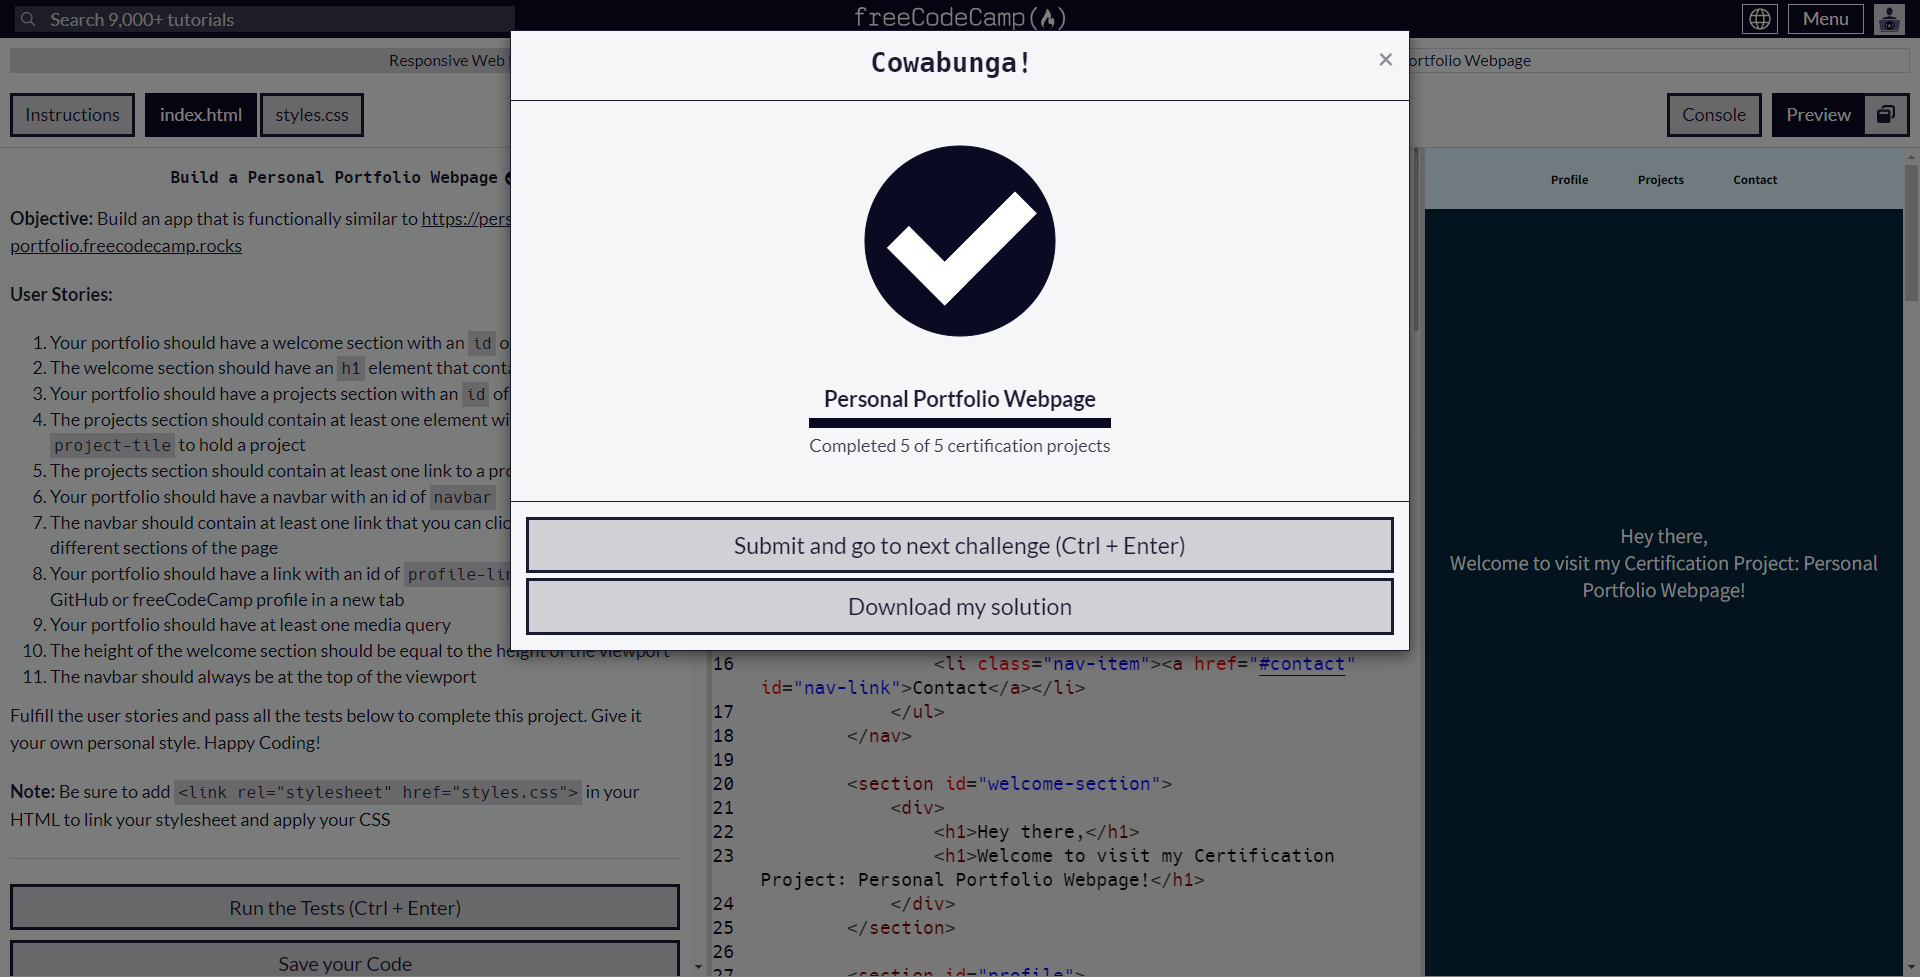 Search 9,000+ tutorials
freeCodeCamp
Menu
Responsive Web
ortfolio Webpage
Instructions
index.html
styles.css
Console
Preview
Cowabunga!
×
Personal Portfolio Webpage
Completed 5 of 5 certification projects
Submit and go to next challenge (Ctrl + Enter)
Download my solution
Build a Personal Portfolio Webpage
Objective: Build an app that is functionally similar to https://pers
portfolio.freecodecamp.rocks
User Stories:
1. Your portfolio should have a welcome section with an id o
2. The welcome section should have an h1 element that conta
3. Your portfolio should have a projects section with an id of
4. The projects section should contain at least one element wi
project-tile to hold a project
5. The projects section should contain at least one link to a pro
6. Your portfolio should have a navbar with an id of navbar
7. The navbar should contain at least one link that you can clic
different sections of the page
8. Your portfolio should have a link with an id of profile-lin
GitHub or freeCodeCamp profile in a new tab
9. Your portfolio should have at least one media query
10. The height of the welcome section should be equal to the height of the viewport
11. The navbar should always be at the top of the viewport
Fulfill the user stories and pass all the tests below to complete this project. Give it
your own personal style. Happy Coding!
Note: Be sure to add <link rel="stylesheet" href="styles.css"> in your
HTML to link your stylesheet and apply your CSS
Run the Tests (Ctrl + Enter)
Save your Code
16 <li class="nav-item"><a href="#contact"
id="nav-link">Contact</a></li>
17 </ul>
18 </nav>
19
20 <section id="welcome-section">
21 <div>
22 <h1>Hey there,</h1>
23 <h1>Welcome to visit my Certification
Project: Personal Portfolio Webpage!</h1>
24 </div>
25 </section>
26
27 <section id="profile">
Profile
Projects
Contact
Hey there,
Welcome to visit my Certification Project: Personal
Portfolio Webpage!